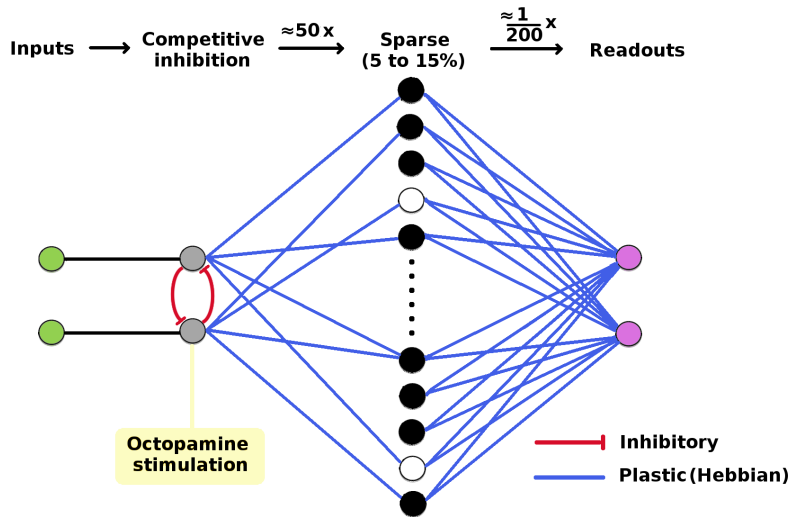 Inputs
Competitive
inhibition
≈50 x
Sparse
(5 to 15%)
≈1
200 x
Readouts
Octopamine
stimulation
Inhibitory
Plastic (Hebbian)